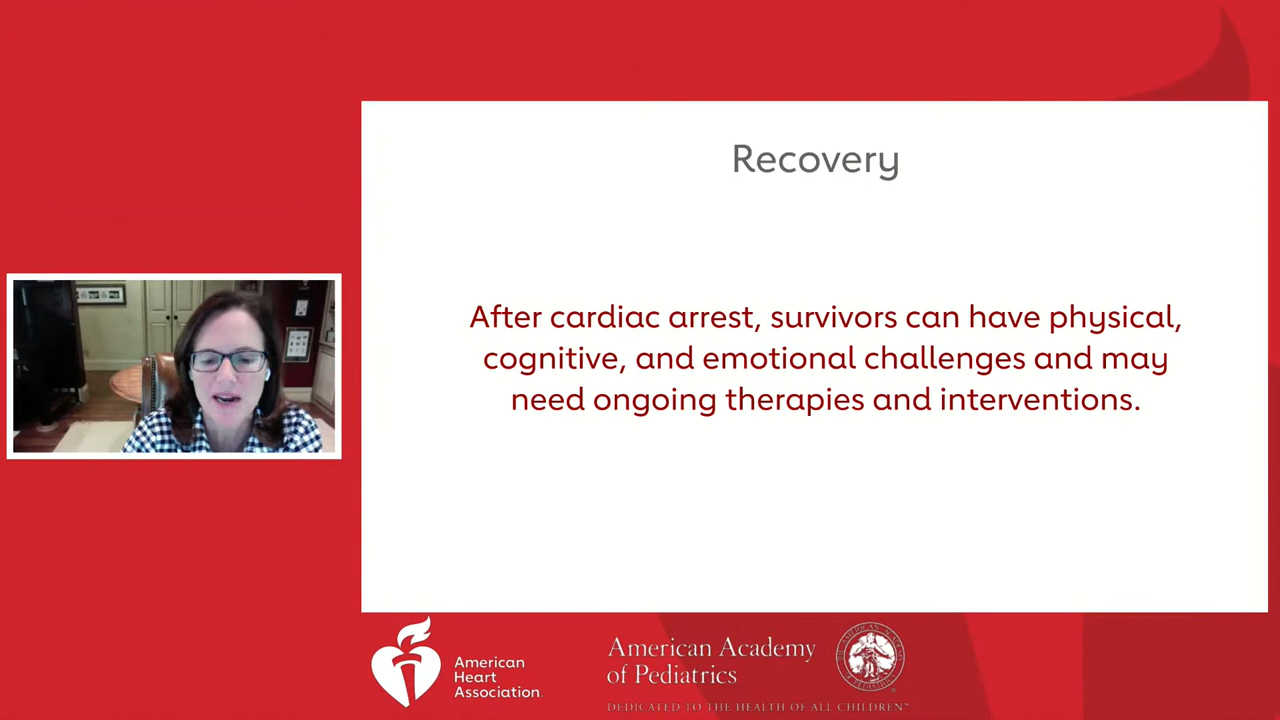 Recovery
After cardiac arrest, survivors can have physical,
cognitive, and emotional challenges and may
need ongoing therapies and interventions.
American
Heart
Association.
American Academy
of Pediatrics
DEDICATED TO THE HEALTH OF ALL CHILDREN™